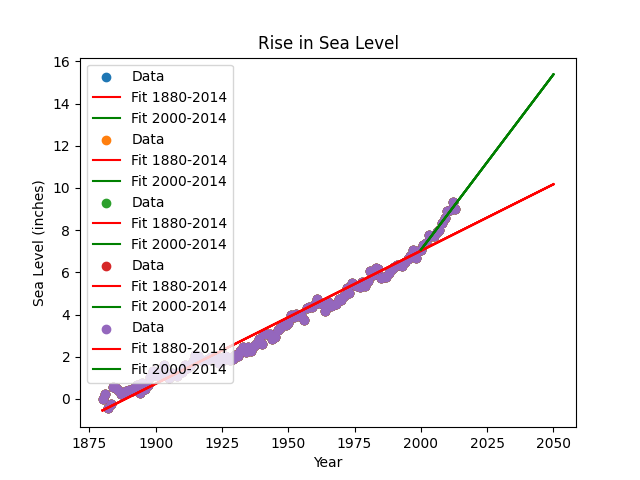 Rise in Sea Level
Sea Level (inches)
16
14
12
10
8
6
4
2
0
Data
Fit 1880-2014
Fit 2000-2014
Data
Fit 1880-2014
Fit 2000-2014
Data
Fit 1880-2014
Fit 2000-2014
Data
Fit 1880-2014
Fit 2000-2014
Data
Fit 1880-2014
Fit 2000-2014
1875 1900 1925 1950 1975 2000 2025 2050
Year